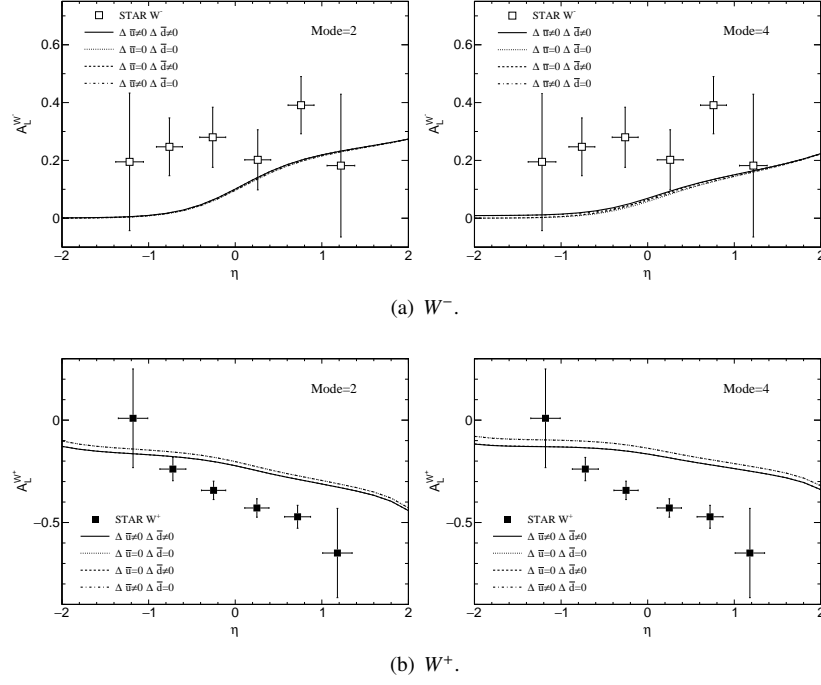 STAR W⁻
Δ u̅≠0 Δ d̅≠0
Δ u̅=0 Δ d̅=0
Δ u̅=0 Δ d̅≠0
Δ u̅≠0 Δ d̅=0
Mode=2
A_L^{W⁻}
0.6
0.4
0.2
0
−2 −1 0 1 2
η
STAR W⁻
Δ u̅≠0 Δ d̅≠0
Δ u̅=0 Δ d̅=0
Δ u̅=0 Δ d̅≠0
Δ u̅≠0 Δ d̅=0
Mode=4
A_L^{W⁻}
0.6
0.4
0.2
0
−2 −1 0 1 2
η
(a) W⁻.
Mode=2
A_L^{W⁺}
0
−0.5
STAR W⁺
Δ u̅≠0 Δ d̅≠0
Δ u̅=0 Δ d̅=0
Δ u̅=0 Δ d̅≠0
Δ u̅≠0 Δ d̅=0
−2 −1 0 1 2
η
Mode=4
A_L^{W⁺}
0
−0.5
STAR W⁺
Δ u̅≠0 Δ d̅≠0
Δ u̅=0 Δ d̅=0
Δ u̅=0 Δ d̅≠0
Δ u̅≠0 Δ d̅=0
−2 −1 0 1 2
η
(b) W⁺.